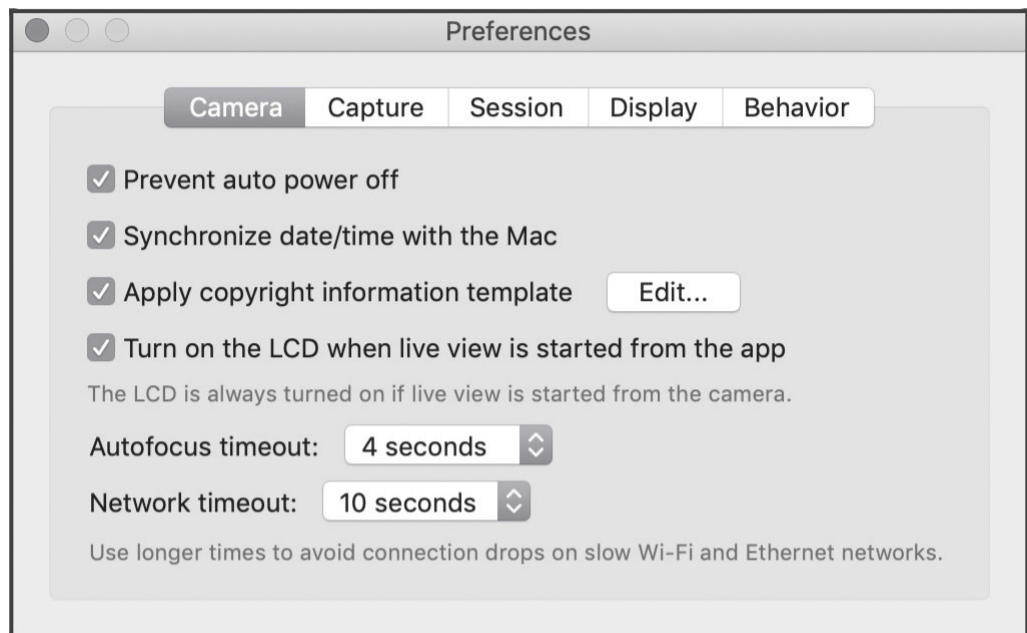 Preferences
Camera Capture Session Display Behavior
Prevent auto power off
Synchronize date/time with the Mac
Apply copyright information template Edit...
Turn on the LCD when live view is started from the app
The LCD is always turned on if live view is started from the camera.
Autofocus timeout: 4 seconds
Network timeout: 10 seconds
Use longer times to avoid connection drops on slow Wi-Fi and Ethernet networks.